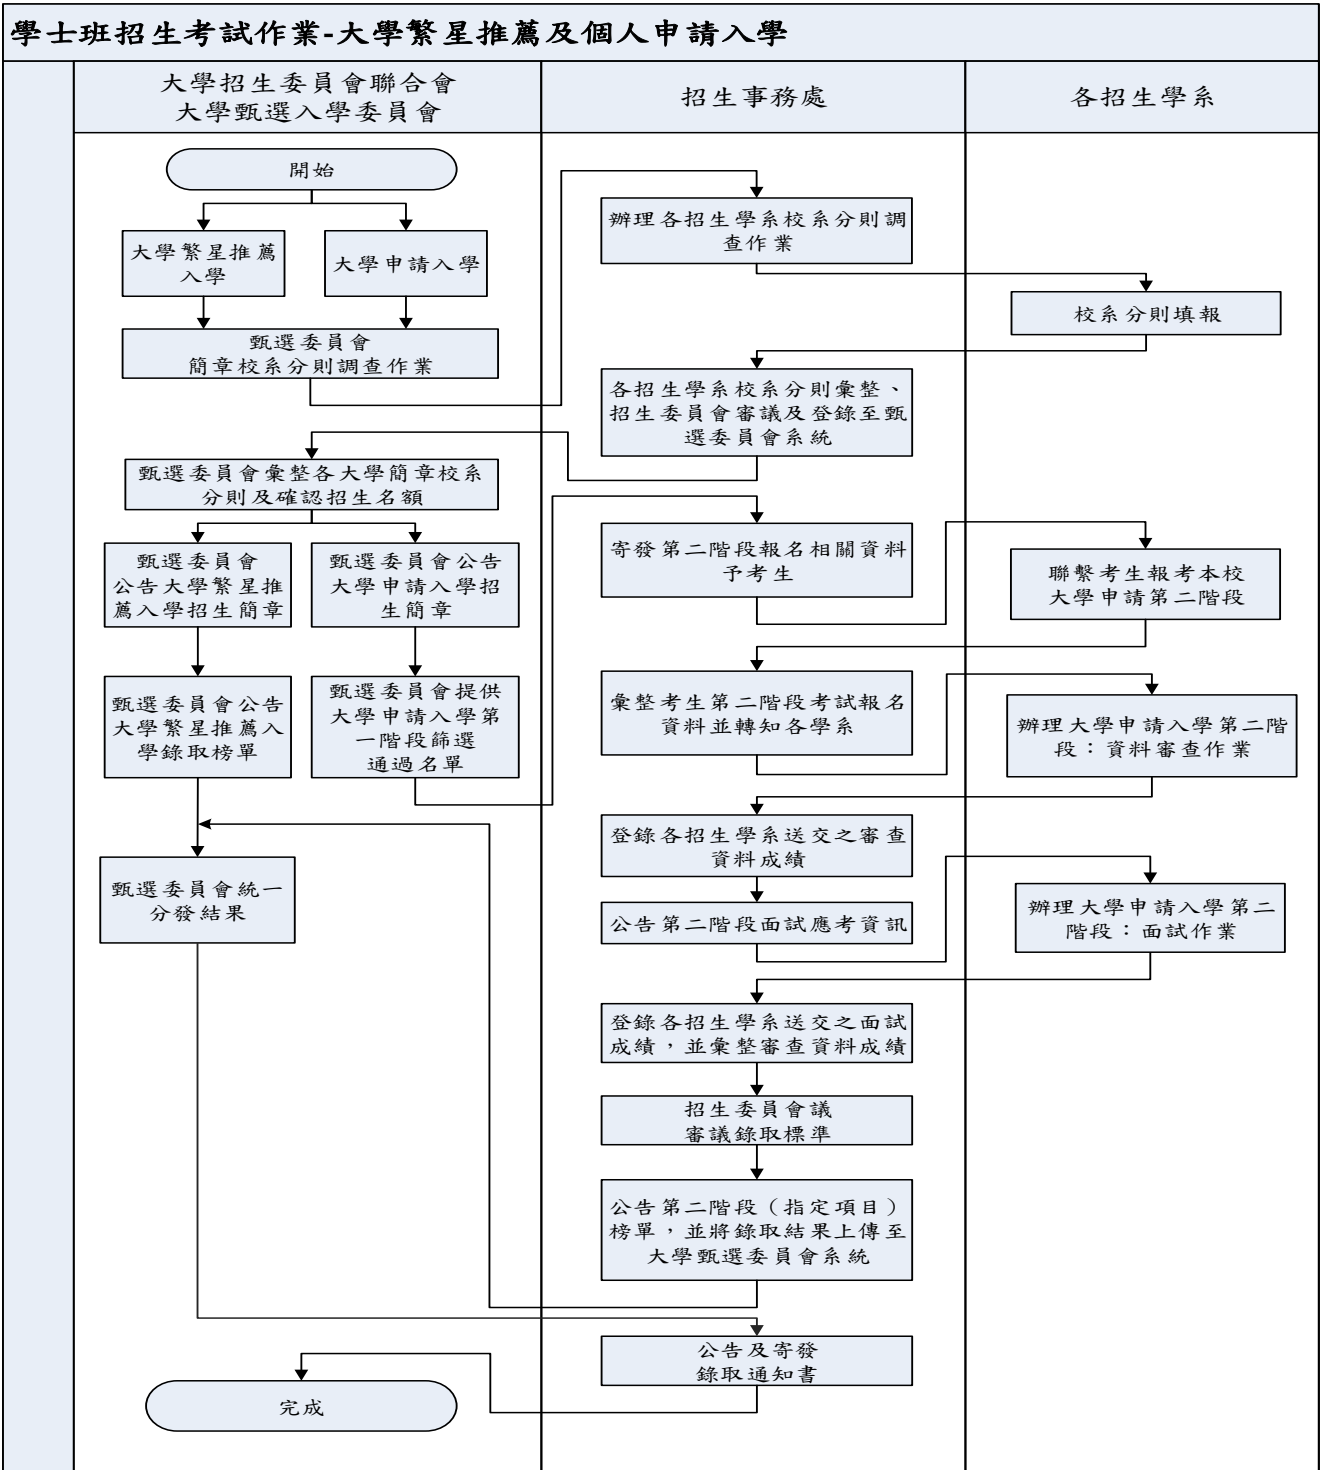 學士班招生考試作業-大學繁星推薦及個人申請入學
大學招生委員會聯合會
大學甄選入學委員會
招生事務處
各招生學系
開始
大學繁星推薦
入學
大學申請入學
甄選委員會
簡章校系分則調查作業
辦理各招生學系校系分則調
查作業
校系分則填報
各招生學系校系分則彙整、
招生委員會審議及登錄至甄
選委員會系統
甄選委員會彙整各大學簡章校系
分則及確認招生名額
甄選委員會
公告大學繁星推
薦入學招生簡章
甄選委員會公告
大學申請入學招
生簡章
寄發第二階段報名相關資料
予考生
聯繫考生報考本校
大學申請第二階段
甄選委員會公告
大學繁星推薦入
學錄取榜單
甄選委員會提供
大學申請入學第
一階段篩選
通過名單
彙整考生第二階段考試報名
資料並轉知各學系
辦理大學申請入學第二階
段：資料審查作業
登錄各招生學系送交之審查
資料成績
甄選委員會統一
分發結果
公告第二階段面試應考資訊
辦理大學申請入學第二
階段：面試作業
登錄各招生學系送交之面試
成績，並彙整審查資料成績
招生委員會議
審議錄取標準
公告第二階段（指定項目）
榜單，並將錄取結果上傳至
大學甄選委員會系統
公告及寄發
錄取通知書
完成